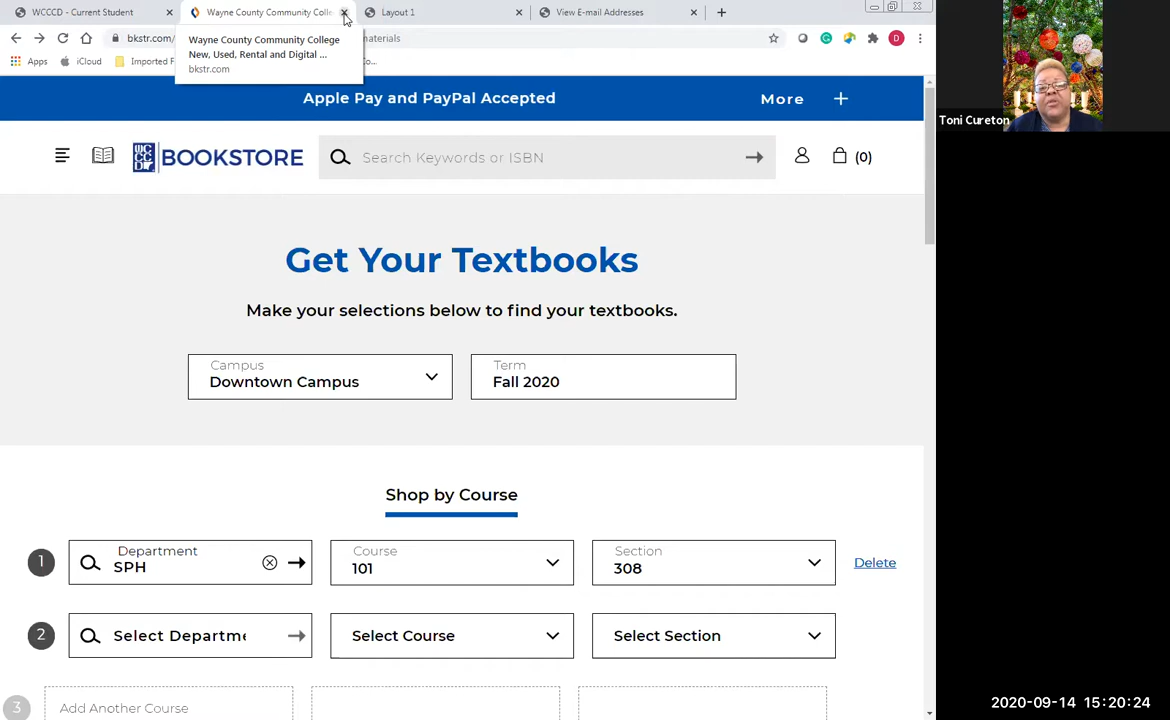 WCCCD - Current Student
Wayne County Community Colle
Layout 1
View E-mail Addresses
bkstr.com/
aterials
Apps
iCloud
Imported F
Co...
Wayne County Community College
New, Used, Rental and Digital ...
bkstr.com
Apple Pay and PayPal Accepted
More +
WCCCD BOOKSTORE
Search Keywords or ISBN
(0)
Get Your Textbooks
Make your selections below to find your textbooks.
Campus
Downtown Campus
Term
Fall 2020
Shop by Course
1
Department
SPH
Course
101
Section
308
Delete
2
Select Departme
Select Course
Select Section
3
Add Another Course
D
Toni Cureton
2020-09-14 15:20:24